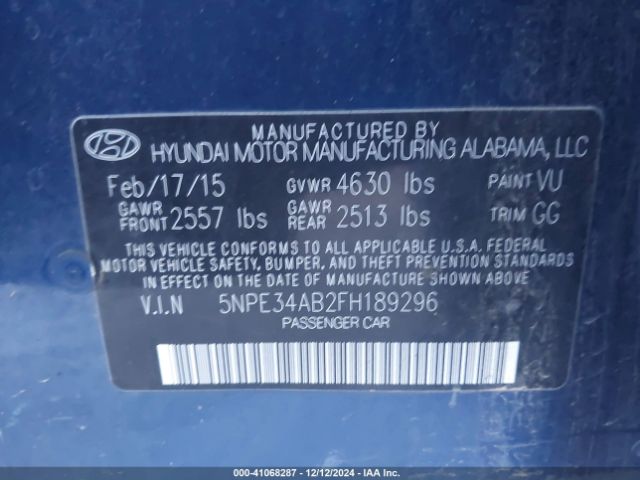 MANUFACTURED BY
HYUNDAI MOTOR MANUFACTURING ALABAMA, LLC
Feb/17/15 GVWR 4630 lbs PAINT VU
GAWR FRONT 2557 lbs GAWR REAR 2513 lbs TRIM GG
THIS VEHICLE CONFORMS TO ALL APPLICABLE U.S.A. FEDERAL
MOTOR VEHICLE SAFETY, BUMPER, AND THEFT PREVENTION STANDARDS
IN EFFECT ON THE DATE OF MANUFACTURE SHOWN ABOVE.
V.I.N 5NPE34AB2FH189296
PASSENGER CAR
000-41068287 - 12/12/2024 - IAA Inc.